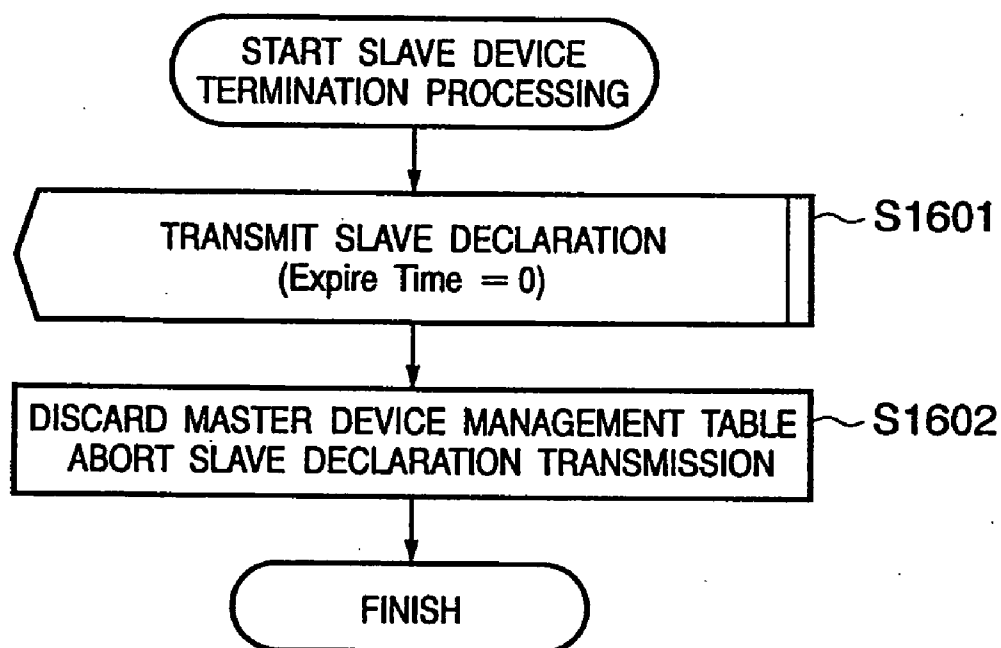 START SLAVE DEVICE
TERMINATION PROCESSING
TRANSMIT SLAVE DECLARATION
(Expire Time = 0)
S1601
DISCARD MASTER DEVICE MANAGEMENT TABLE
ABORT SLAVE DECLARATION TRANSMISSION
S1602
FINISH